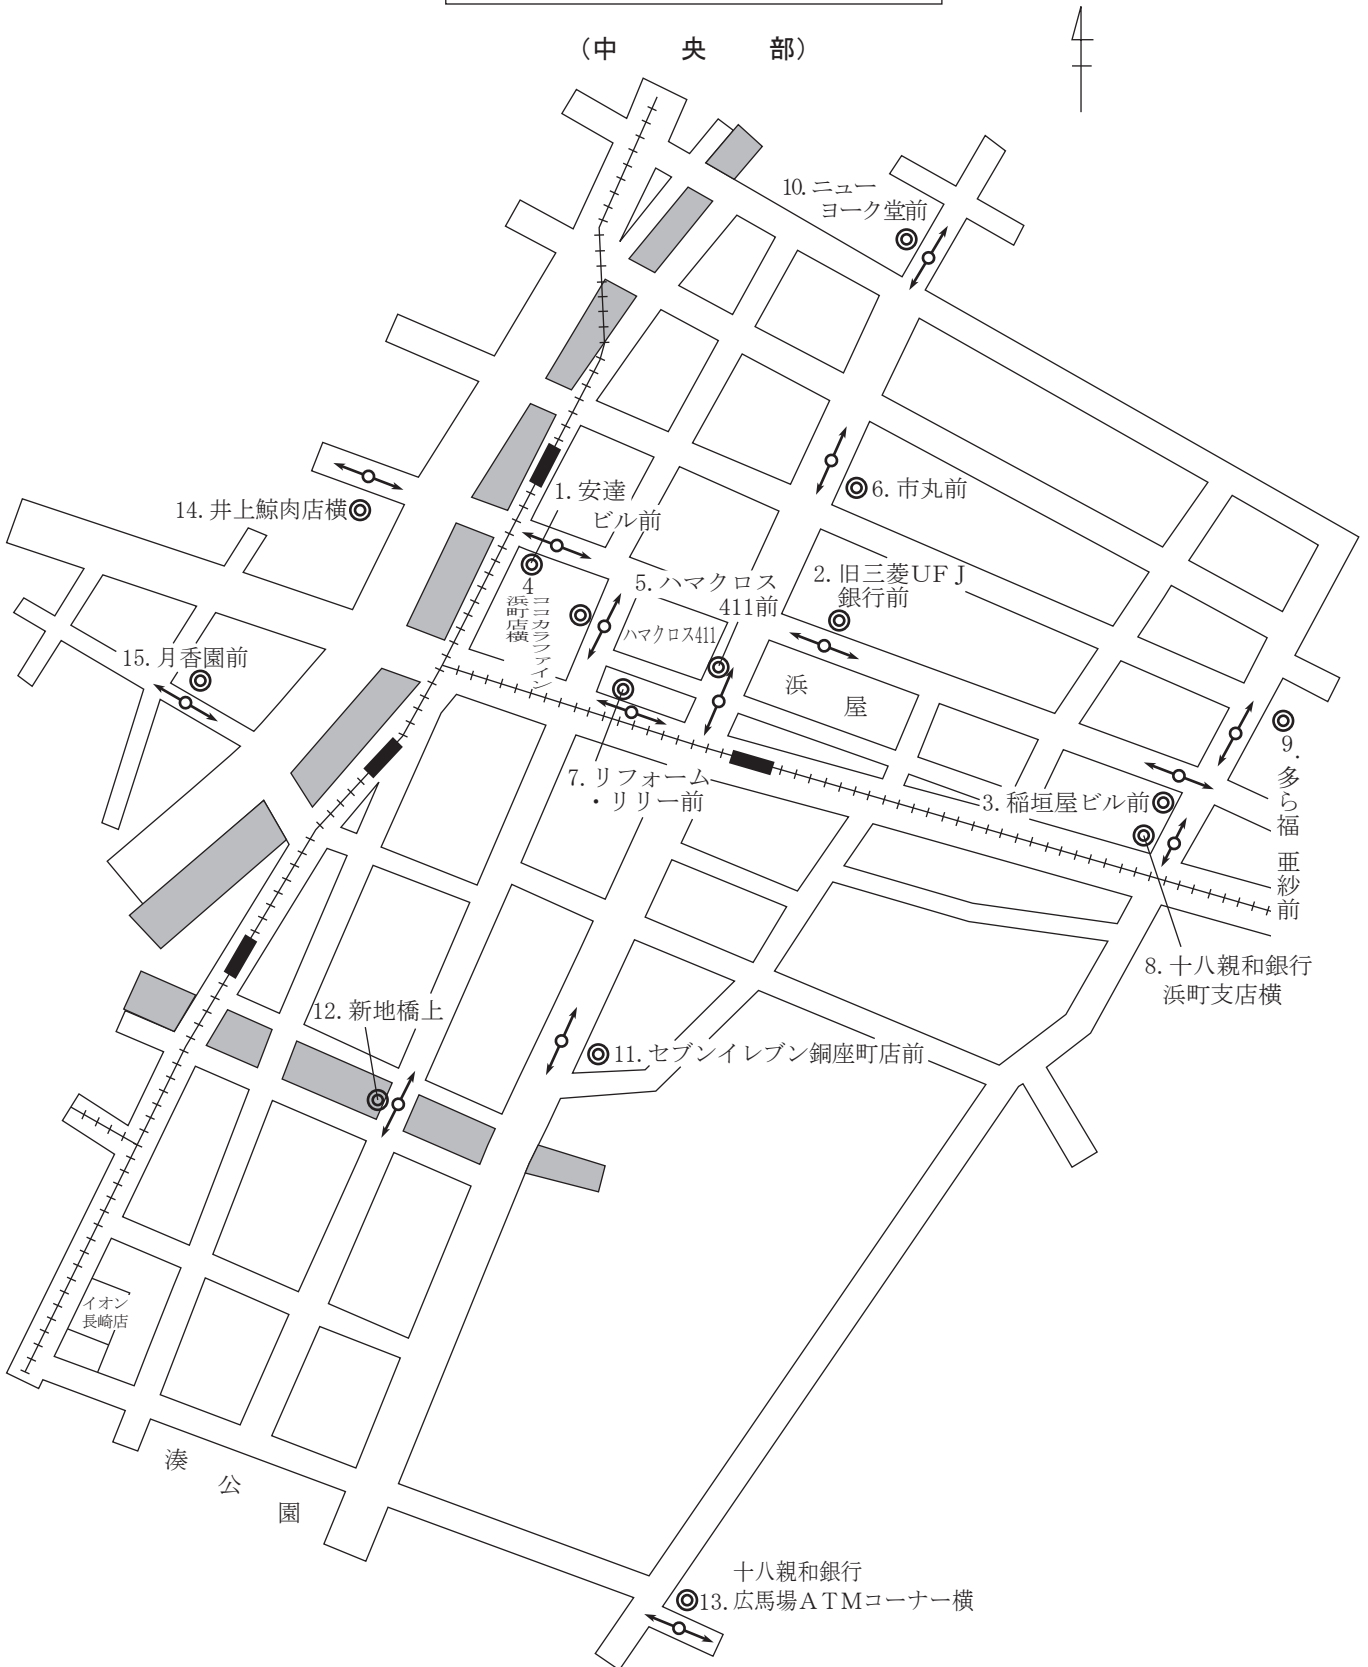 (中央部)
10.ニュー
ヨーク堂前
6.市丸前
1.安達
ビル前
14.井上鯨肉店横
2.旧三菱UFJ
銀行前
5.ハマクロス
411前
4
ココカラファイン
浜町店横
ハマクロス411
15.月香園前
浜屋
9.多ら福 亜紗前
7.リフォーム
・リリー前
3.稲垣屋ビル前
8.十八親和銀行
浜町支店横
12.新地橋上
11.セブンイレブン銅座町店前
イオン
長崎店
湊公園
十八親和銀行
13.広馬場ATMコーナー横